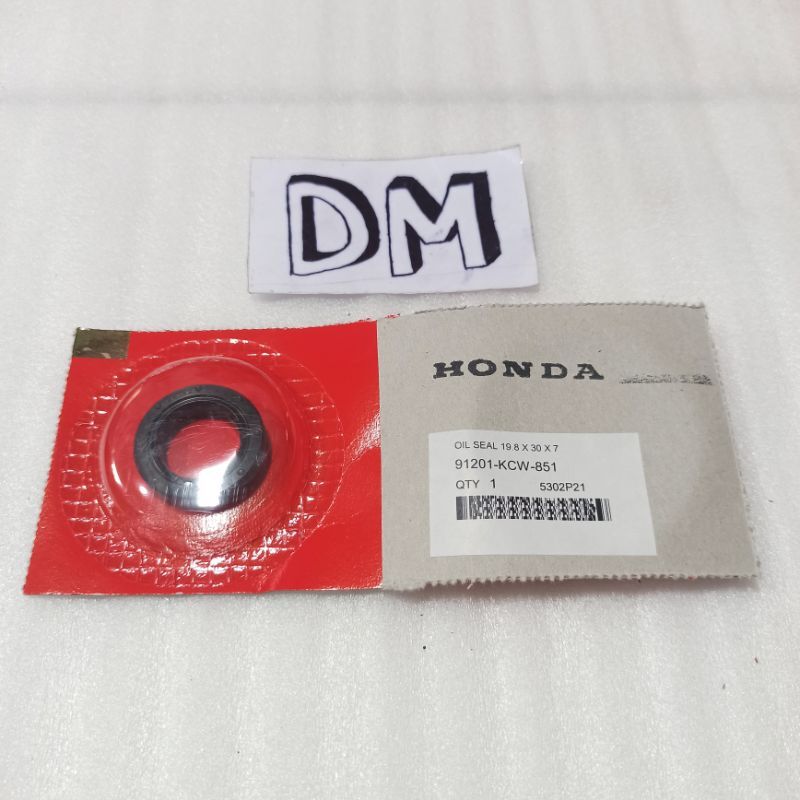 DM
HONDA
OIL SEAL 19.8 X 30 X 7
91201-KCW-851
QTY 1 5302P21